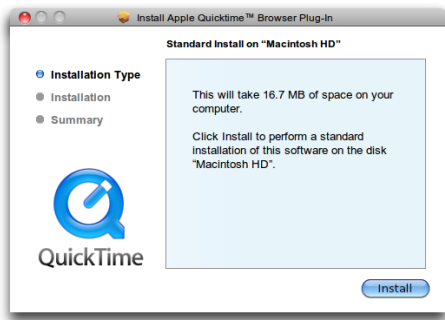 Install Apple Quicktime™ Browser Plug-In
Standard Install on “Macintosh HD”
Installation Type
Installation
Summary
This will take 16.7 MB of space on your
computer.
Click Install to perform a standard
installation of this software on the disk
“Macintosh HD”.
QuickTime
Install